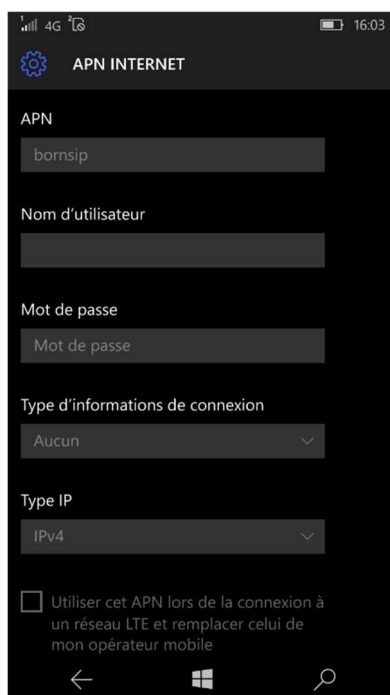 1 4G 2 16:03
APN INTERNET
APN
bornsip
Nom d'utilisateur
Mot de passe
Mot de passe
Type d'informations de connexion
Aucun
Type IP
IPv4
Utiliser cet APN lors de la connexion à
un réseau LTE et remplacer celui de
mon opérateur mobile